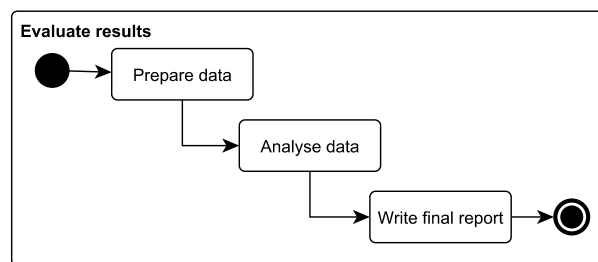 Evaluate results
Prepare data
Analyse data
Write final report